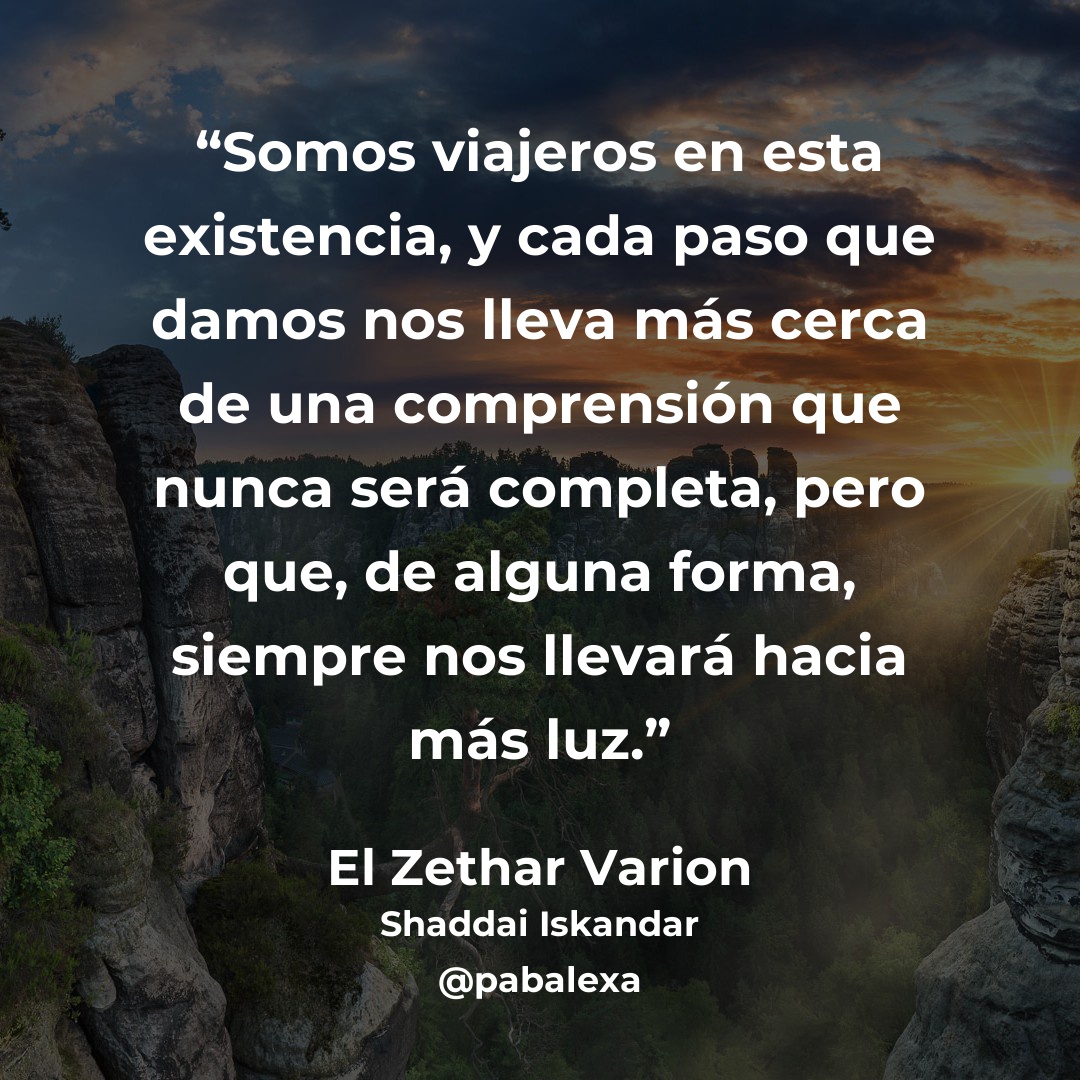 “Somos viajeros en esta
existencia, y cada paso que
damos nos lleva más cerca
de una comprensión que
nunca será completa, pero
que, de alguna forma,
siempre nos llevará hacia
más luz.”
El Zethar Varion
Shaddai Iskandar
@pabalexa